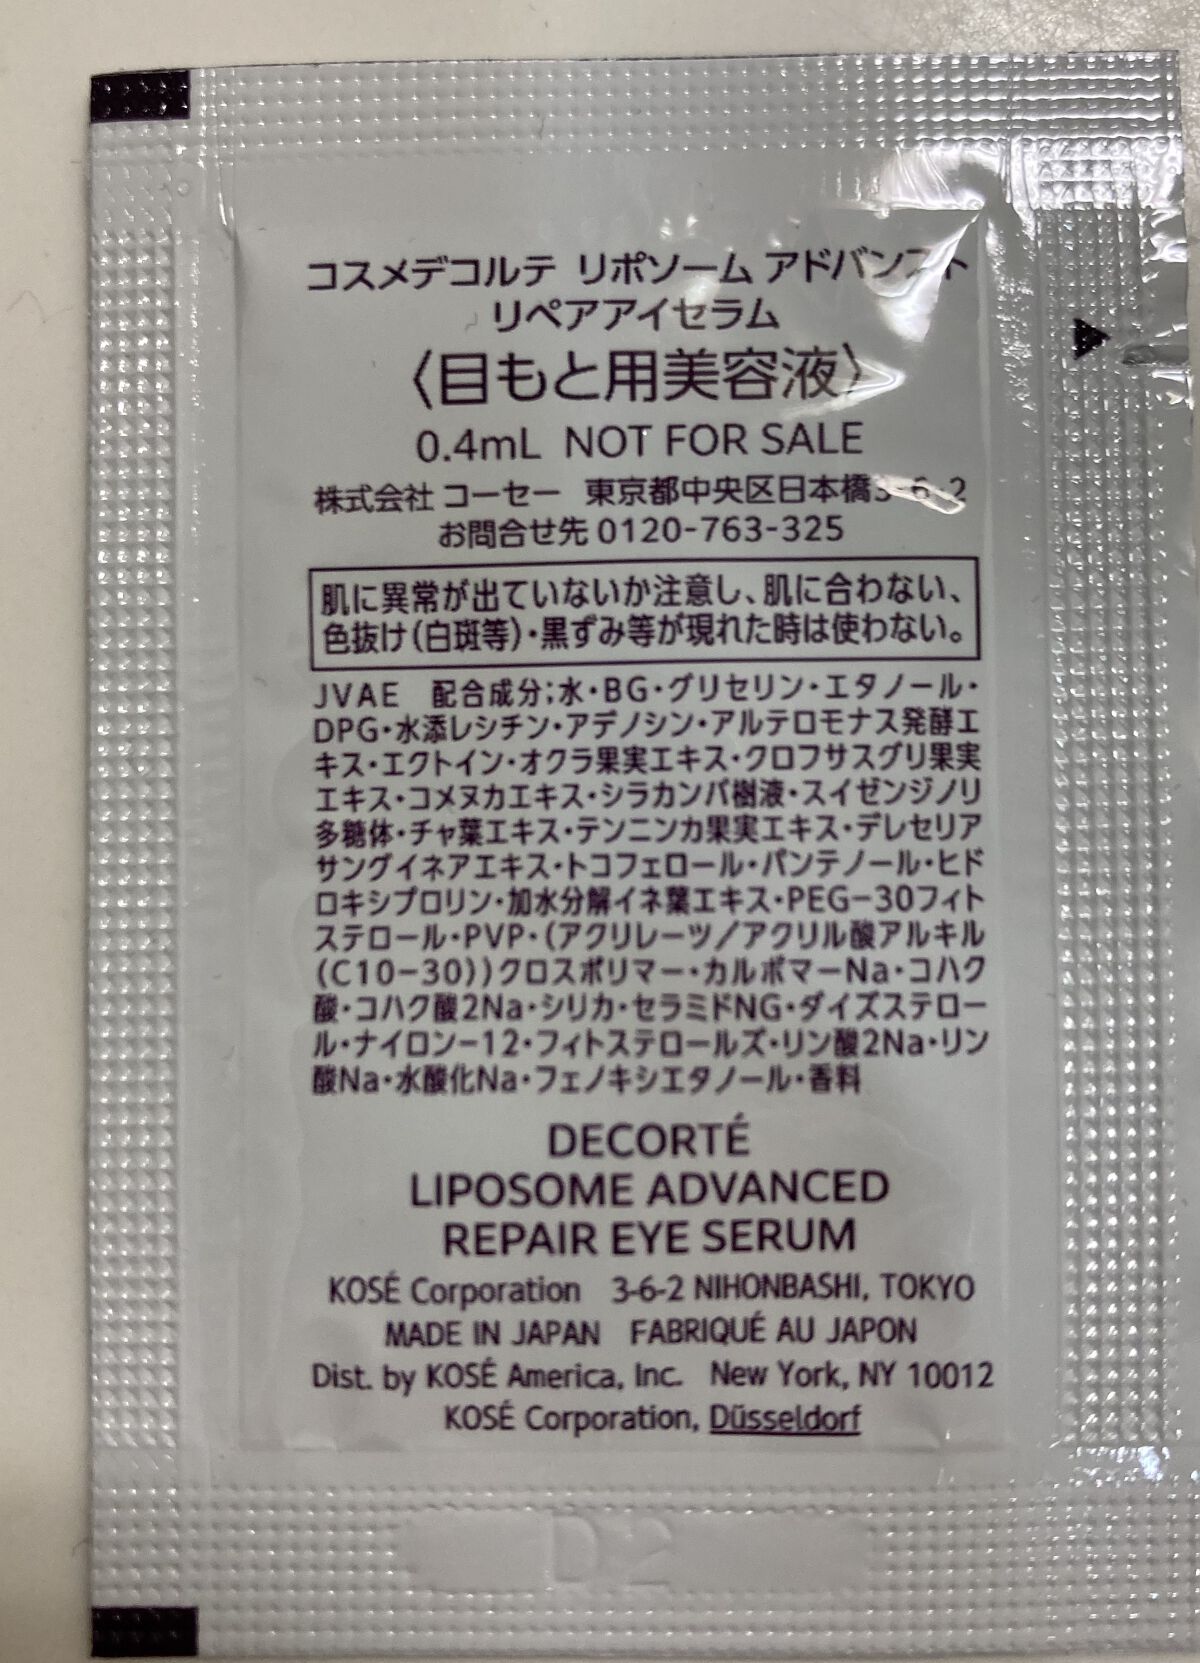 コスメデコルテ リポソーム アドバンスト
リペアアイセラム
〈目もと用美容液〉
0.4mL NOT FOR SALE
株式会社 コーセー 東京都中央区日本橋3-6-2
お問合せ先 0120-763-325
肌に異常が出ていないか注意し、肌に合わない、
色抜け(白斑等)・黒ずみ等が現れた時は使わない。
JVAE 配合成分;水・BG・グリセリン・エタノール・
DPG・水添レシチン・アデノシン・アルテロモナス発酵エ
キス・エクトイン・オクラ果実エキス・クロフサスグリ果実
エキス・コメヌカエキス・シラカンバ樹液・スイゼンジノリ
多糖体・チャ葉エキス・テンニンカ果実エキス・デレセリア
サングイネアエキス・トコフェロール・パンテノール・ヒド
ロキシプロリン・加水分解イネ葉エキス・PEG-30フィト
ステロール・PVP・(アクリレーツ/アクリル酸アルキル
(C10-30))クロスポリマー・カルボマーNa・コハク
酸・コハク酸2Na・シリカ・セラミドNG・ダイズステロー
ル・ナイロン-12・フィトステロールズ・リン酸2Na・リン
酸Na・水酸化Na・フェノキシエタノール・香料
DECORTÉ
LIPOSOME ADVANCED
REPAIR EYE SERUM
KOSÉ Corporation 3-6-2 NIHONBASHI, TOKYO
MADE IN JAPAN FABRIQUÉ AU JAPON
Dist. by KOSÉ America, Inc. New York, NY 10012
KOSÉ Corporation, Düsseldorf
D-2